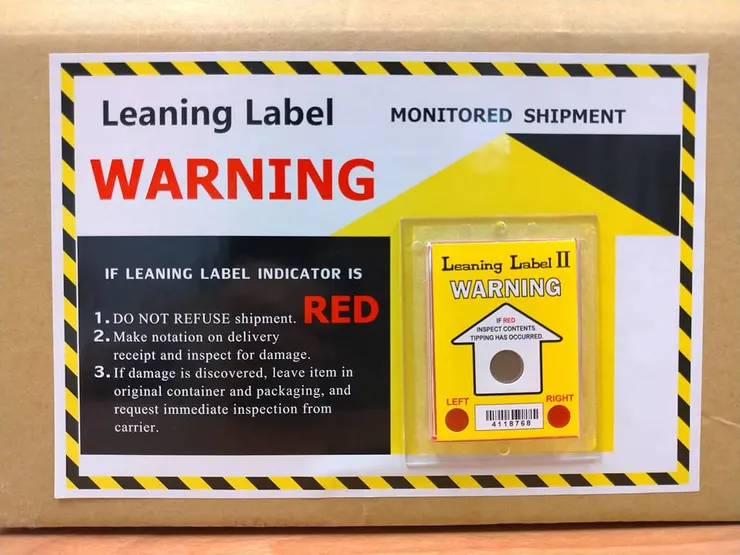 Leaning Label
MONITORED SHIPMENT
WARNING
IF LEANING LABEL INDICATOR IS
RED
1. DO NOT REFUSE shipment.
2. Make notation on delivery
receipt and inspect for damage.
3. If damage is discovered, leave item in
original container and packaging, and
request immediate inspection from
carrier.
Leaning Label II
WARNING
IF RED
INSPECT CONTENTS.
TIPPING HAS OCCURRED.
LEFT
RIGHT
4118768